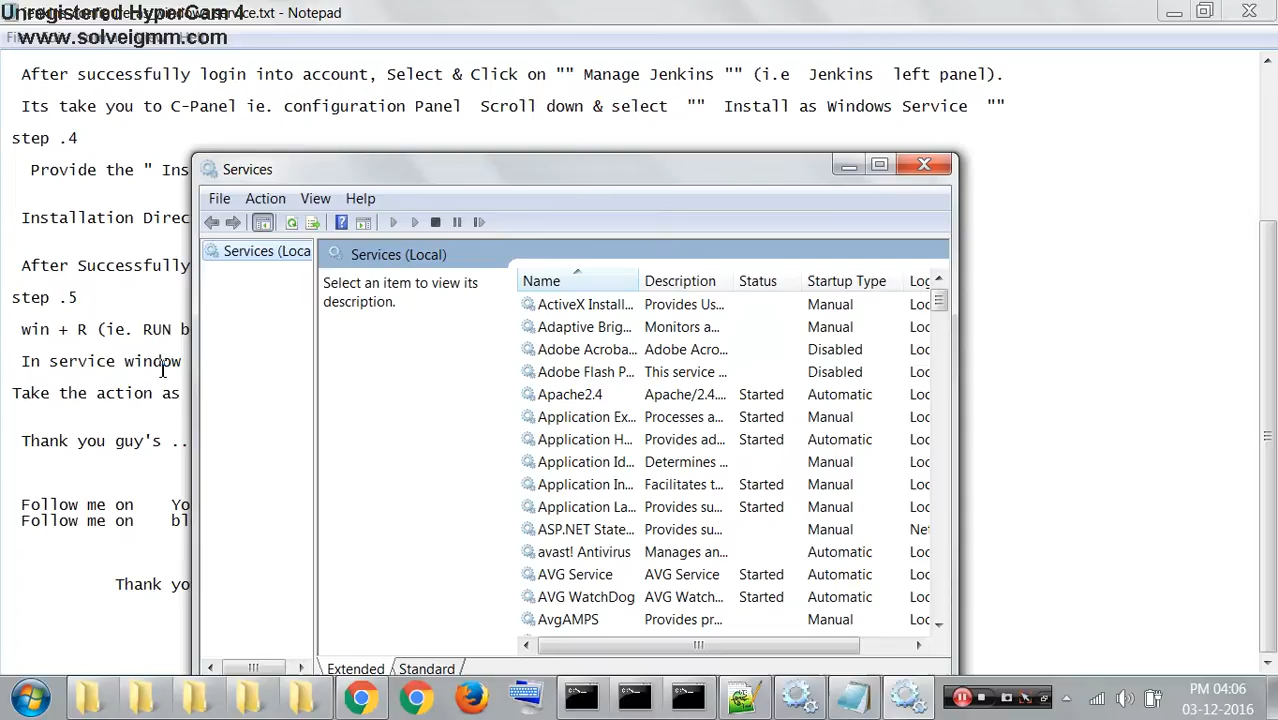 Unregistered HyperCam 4
www.solveigmm.com
windows service.txt - Notepad
After successfully login into account, Select & Click on "" Manage Jenkins "" (i.e Jenkins left panel).
Its take you to C-Panel ie. configuration Panel Scroll down & select "" Install as Windows Service ""
step .4
Provide the " Ins
Installation Direc
After Successfully
step .5
win + R (ie. RUN b
In service window
Take the action as
Thank you guy's ..
Follow me on Yo
Follow me on bl
Thank yo
Services
File Action View Help
Services (Loca
Services (Local)
Select an item to view its
description.
Name Description Status Startup Type Log
ActiveX Install... Provides Us... Manual Loc
Adaptive Brig... Monitors a... Manual Loc
Adobe Acroba... Adobe Acro... Disabled Loc
Adobe Flash P... This service ... Disabled Loc
Apache2.4 Apache/2.4.... Started Automatic Loc
Application Ex... Processes a... Started Manual Loc
Application H... Provides ad... Started Automatic Loc
Application Id... Determines ... Manual Loc
Application In... Facilitates t... Started Manual Loc
Application La... Provides su... Started Manual Loc
ASP.NET State... Provides su... Manual Net
avast! Antivirus Manages an... Automatic Loc
AVG Service AVG Service Started Automatic Loc
AVG WatchDog AVG Watch... Started Automatic Loc
AvgAMPS Provides pr... Manual Loc
Extended Standard
PM 04:06
03-12-2016